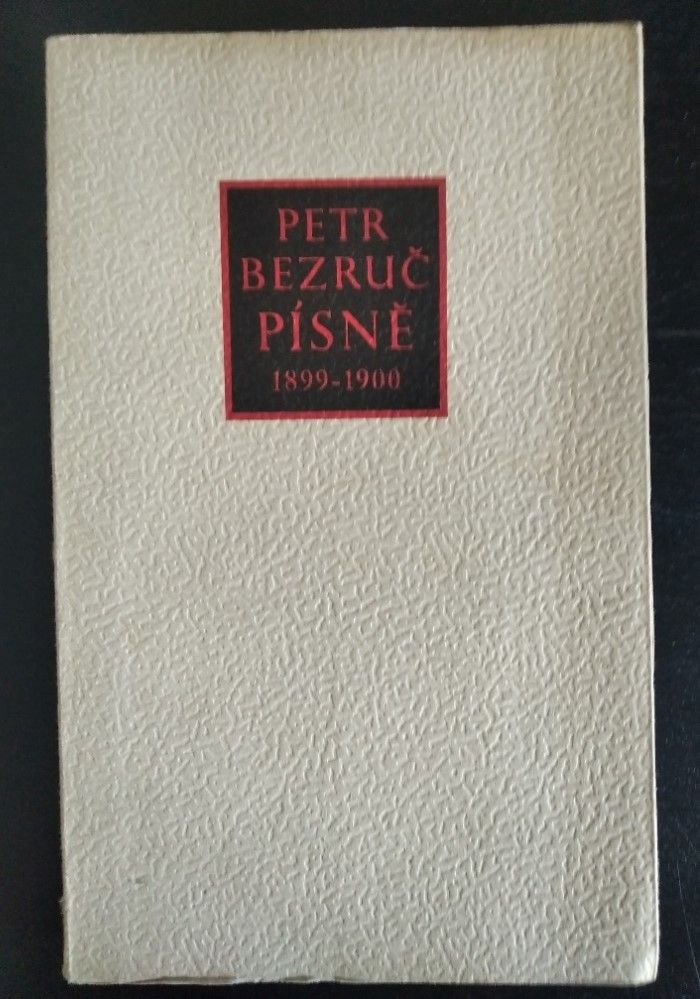 PETR
BEZRUČ
PÍSNĚ
1899-1900